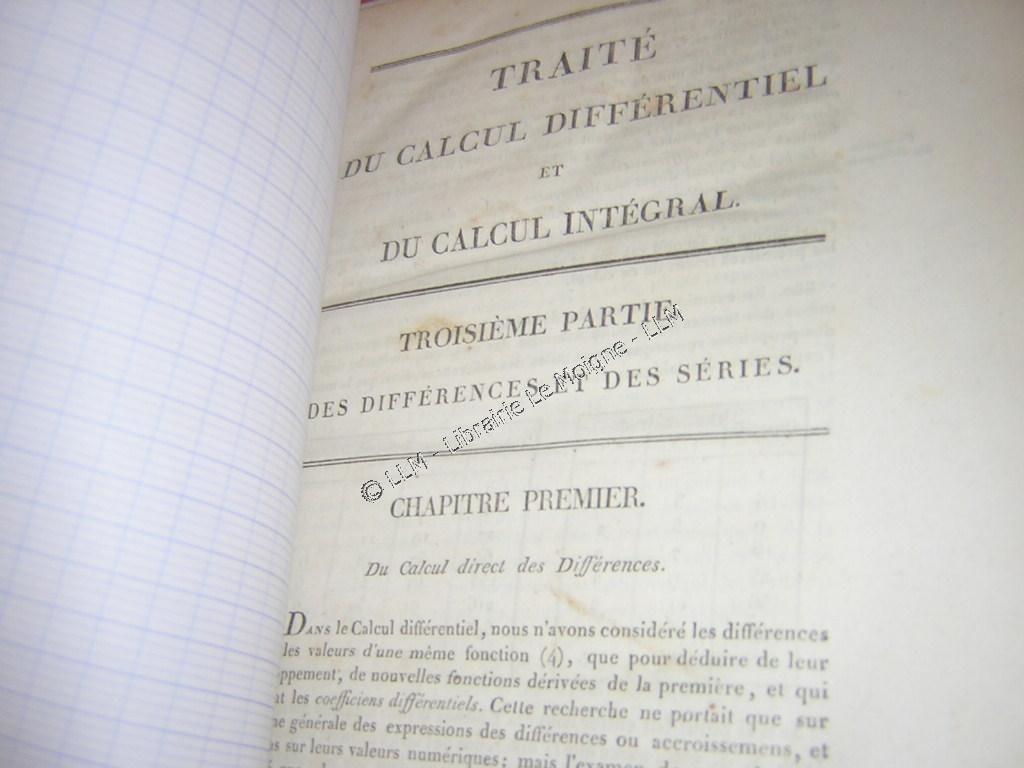 TRAITÉ
DU CALCUL DIFFÉRENTIEL
ET
DU CALCUL INTÉGRAL.
TROISIÈME PARTIE.
DES DIFFÉRENCES ET DES SÉRIES.
© LLM - Librairie Le Moigne - LLM
CHAPITRE PREMIER.
Du Calcul direct des Différences.
DANS le Calcul différentiel, nous n'avons considéré les différences
les valeurs d'une même fonction (4), que pour déduire de leur
ppement, de nouvelles fonctions dérivées de la première, et qui
nt les coefficiens différentiels. Cette recherche ne portait que sur
ne générale des expressions des différences ou accroissemens, et
s sur leurs valeurs numériques; mais l'examen